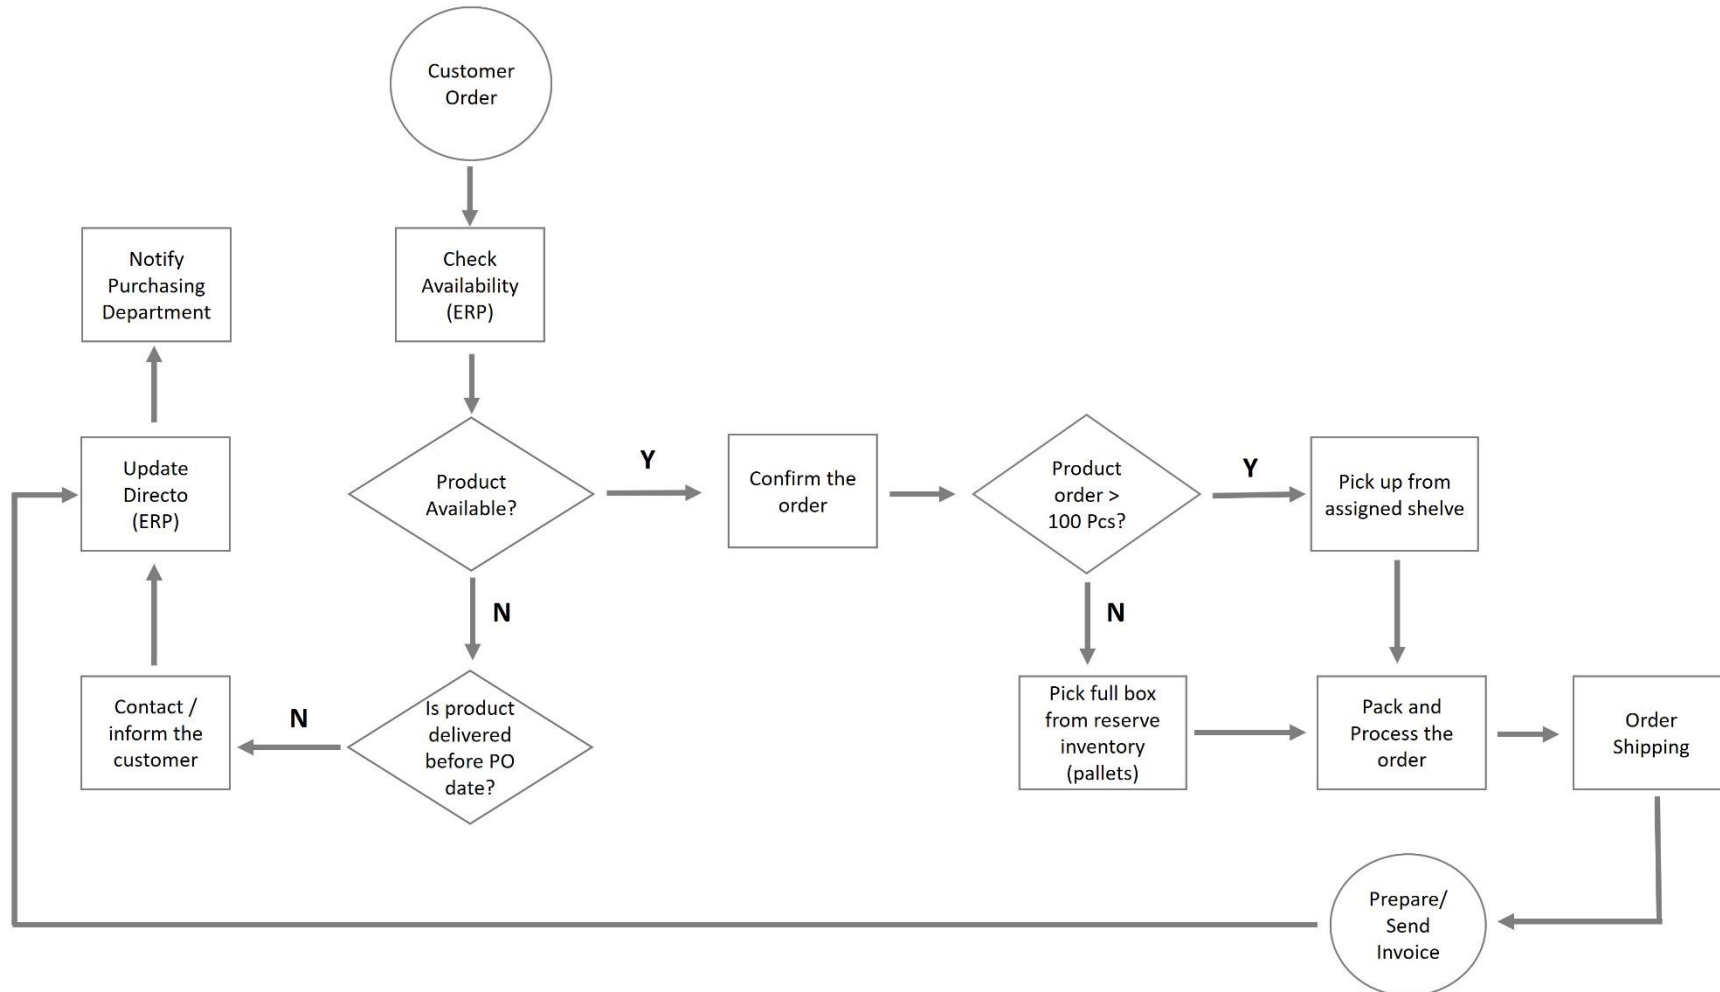 Customer
Order
Notify
Purchasing
Department
Check
Availability
(ERP)
Update
Directo
(ERP)
Product
Available?
Y
Confirm the
order
Product
order >
100 Pcs?
Y
Pick up from
assigned shelve
N
N
Contact /
inform the
customer
N
Is product
delivered
before PO
date?
Pick full box
from reserve
inventory
(pallets)
Pack and
Process the
order
Order
Shipping
Prepare/
Send
Invoice